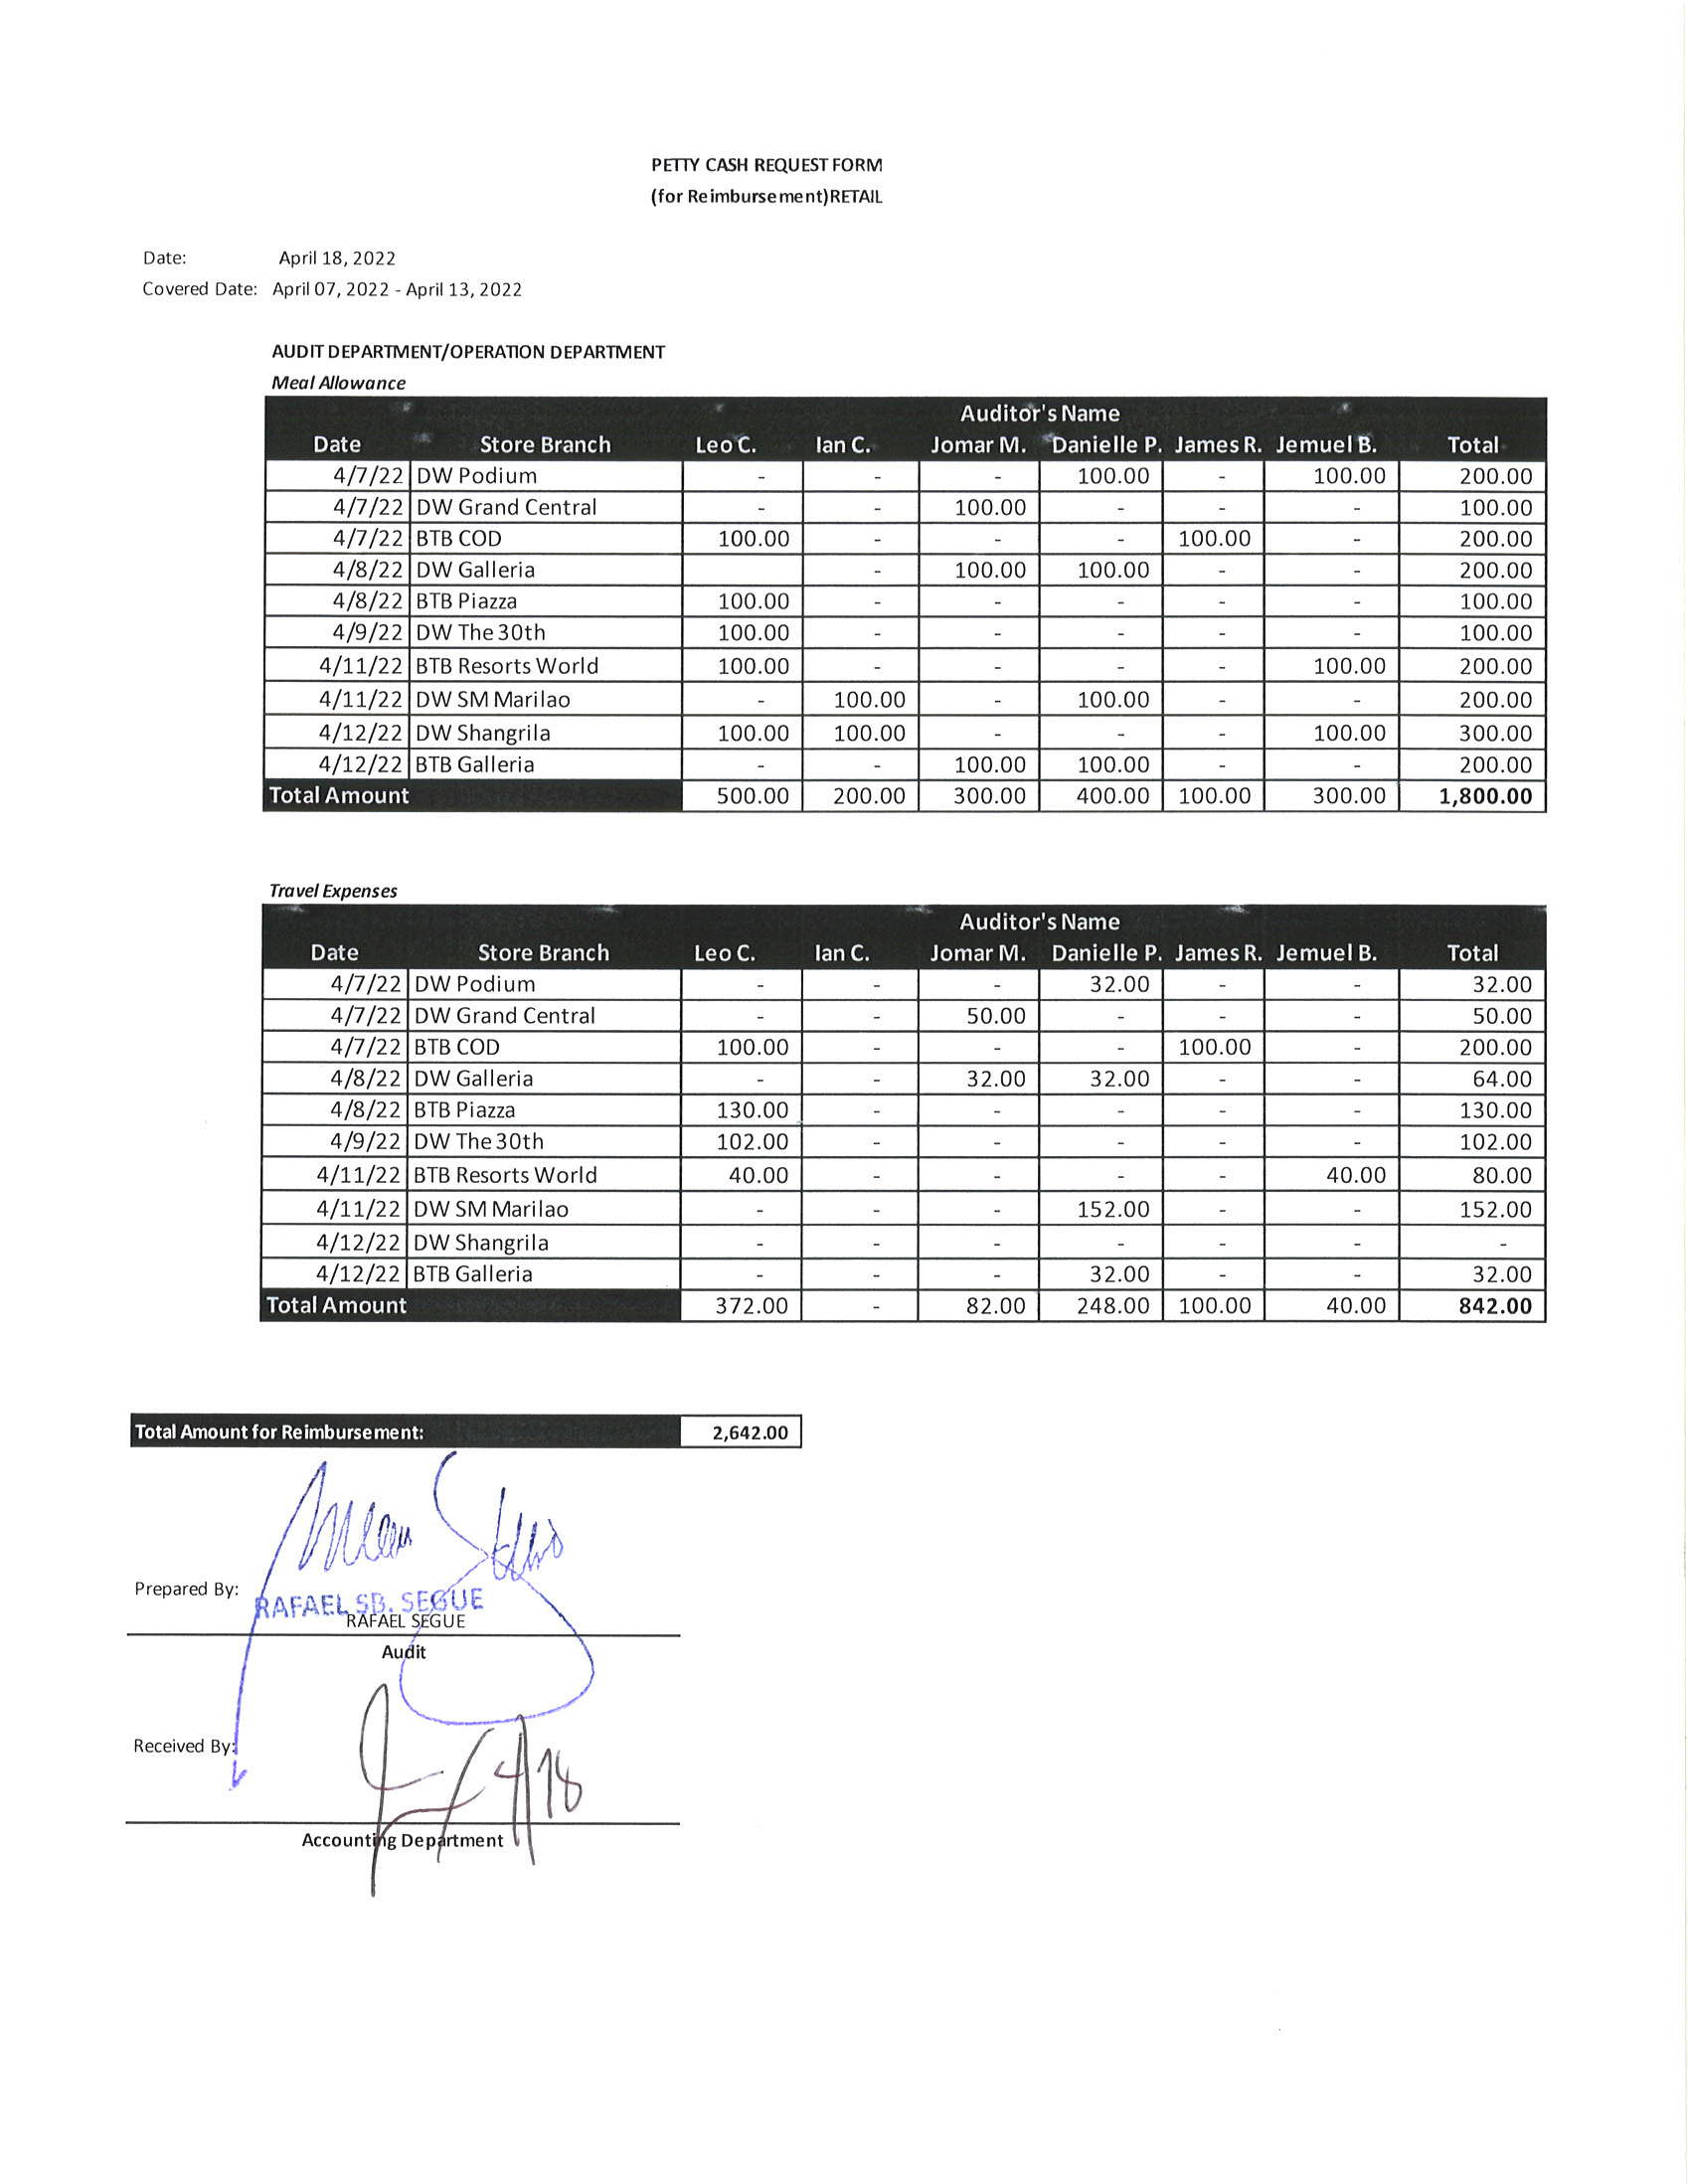 PETTY CASH REQUEST FORM
(for Reimbursement)RETAIL
Date: April 18, 2022
Covered Date: April 07, 2022 - April 13, 2022
AUDIT DEPARTMENT/OPERATION DEPARTMENT
Meal Allowance
Auditor's Name
Date Store Branch Leo C. Ian C. Jomar M. Danielle P. James R. Jemuel B. Total
4/7/22 DW Podium - - - 100.00 - 100.00 200.00
4/7/22 DW Grand Central - - 100.00 - - - 100.00
4/7/22 BTB COD 100.00 - - - 100.00 - 200.00
4/8/22 DW Galleria - 100.00 100.00 - - 200.00
4/8/22 BTB Piazza 100.00 - - - - - 100.00
4/9/22 DW The 30th 100.00 - - - - - 100.00
4/11/22 BTB Resorts World 100.00 - - - - 100.00 200.00
4/11/22 DW SM Marilao - 100.00 - 100.00 - - 200.00
4/12/22 DW Shangrila 100.00 100.00 - - - 100.00 300.00
4/12/22 BTB Galleria - - 100.00 100.00 - - 200.00
Total Amount 500.00 200.00 300.00 400.00 100.00 300.00 1,800.00
Travel Expenses
Auditor's Name
Date Store Branch Leo C. Ian C. Jomar M. Danielle P. James R. Jemuel B. Total
4/7/22 DW Podium - - - 32.00 - - 32.00
4/7/22 DW Grand Central - - 50.00 - - - 50.00
4/7/22 BTB COD 100.00 - - - 100.00 - 200.00
4/8/22 DW Galleria - - 32.00 32.00 - - 64.00
4/8/22 BTB Piazza 130.00 - - - - - 130.00
4/9/22 DW The 30th 102.00 - - - - - 102.00
4/11/22 BTB Resorts World 40.00 - - - - 40.00 80.00
4/11/22 DW SM Marilao - - - 152.00 - - 152.00
4/12/22 DW Shangrila - - - - - - -
4/12/22 BTB Galleria - - - 32.00 - - 32.00
Total Amount 372.00 - 82.00 248.00 100.00 40.00 842.00
Total Amount for Reimbursement: 2,642.00
Prepared By:
RAFAEL SB. SEGUE
RAFAEL SEGUE
Audit
Received By:
4/18
Accounting Department